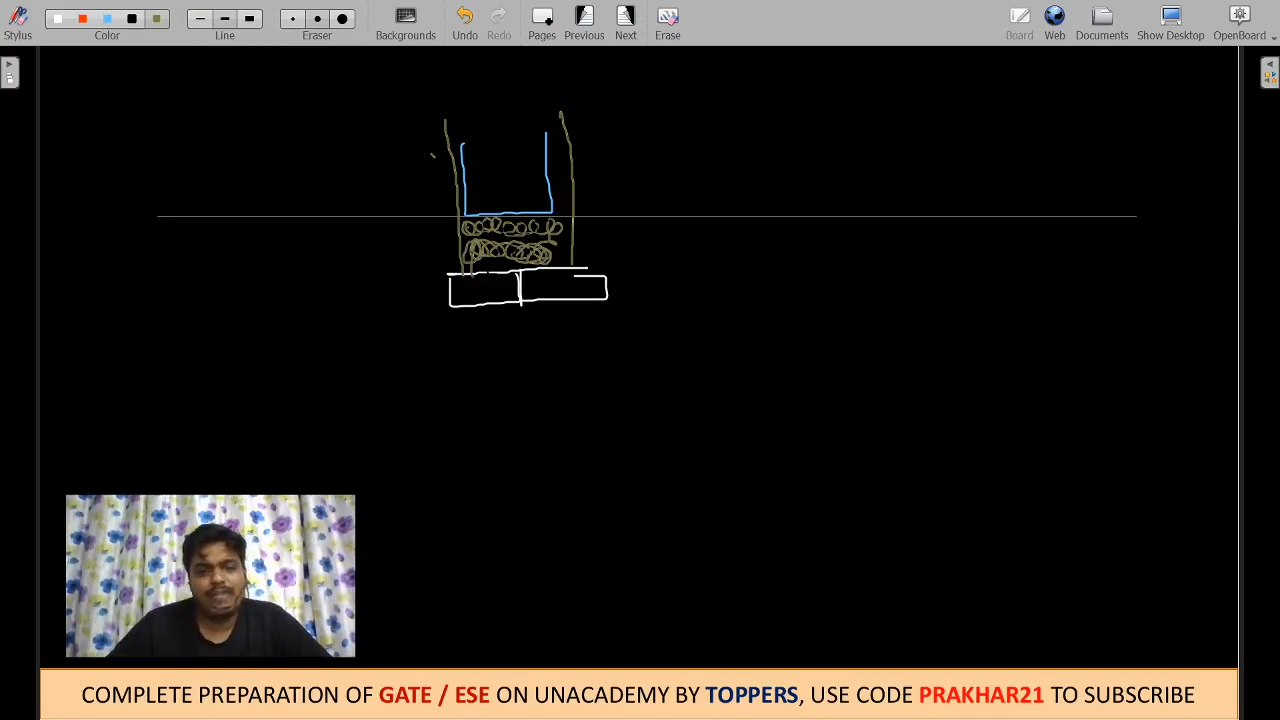 Stylus
Color
Line
Eraser
Backgrounds
Undo
Redo
Pages
Previous
Next
Erase
Board
Web
Documents
Show Desktop
OpenBoard
COMPLETE PREPARATION OF GATE / ESE ON UNACADEMY BY TOPPERS, USE CODE PRAKHAR21 TO SUBSCRIBE